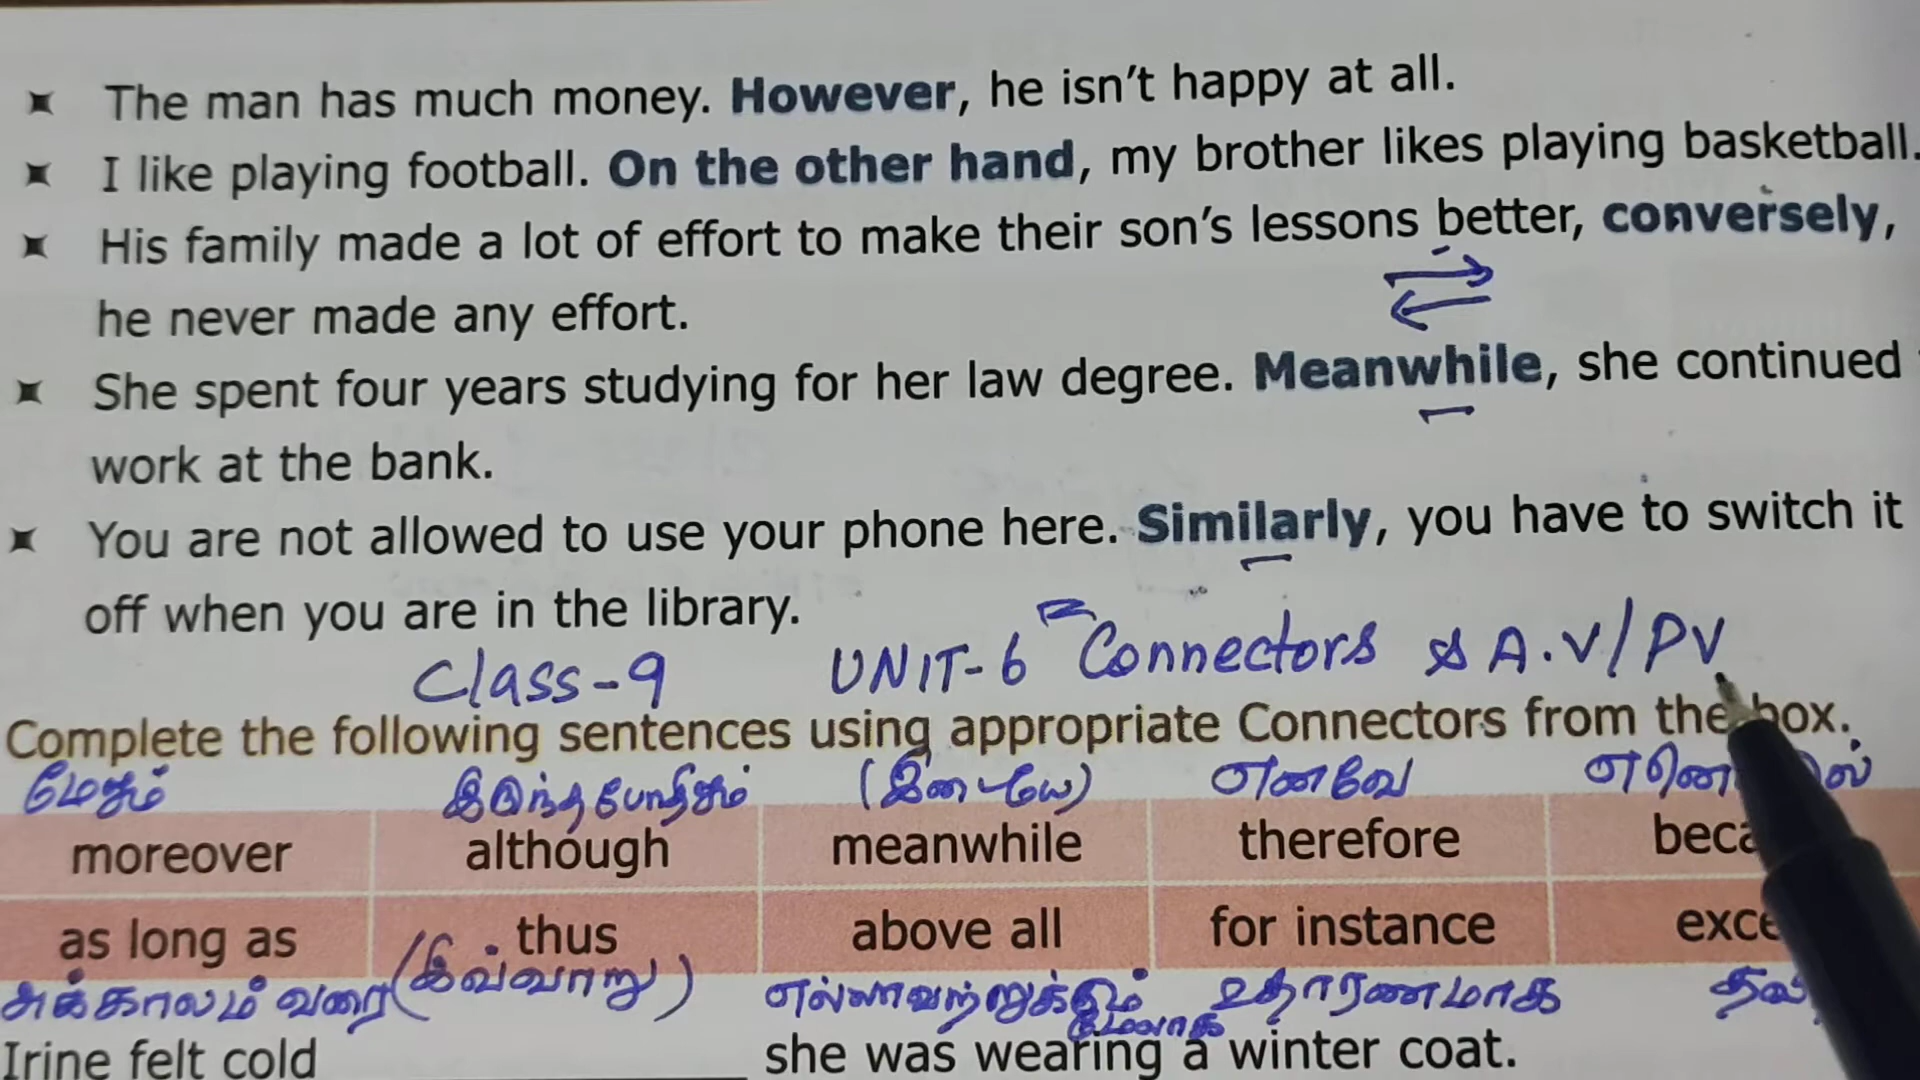 The man has much money. However, he isn't happy at all.
I like playing football. On the other hand, my brother likes playing basketball.
His family made a lot of effort to make their son's lessons better, conversely,
he never made any effort.
She spent four years studying for her law degree. Meanwhile, she continued
work at the bank.
You are not allowed to use your phone here. Similarly, you have to switch it
off when you are in the library.
Class-9 UNIT-6 Connectors & A.V/PV
Complete the following sentences using appropriate Connectors from the box.
மேலும் இருந்தபோதிலும் (இடையே) எனவே
moreover although meanwhile therefore beca
as long as thus above all for instance exce
அக்காலம் வரை (இவ்வாறு) எல்லாவற்றுக்கும் உதாரணமாக
மேலாக
Irine felt cold she was wearing a winter coat.